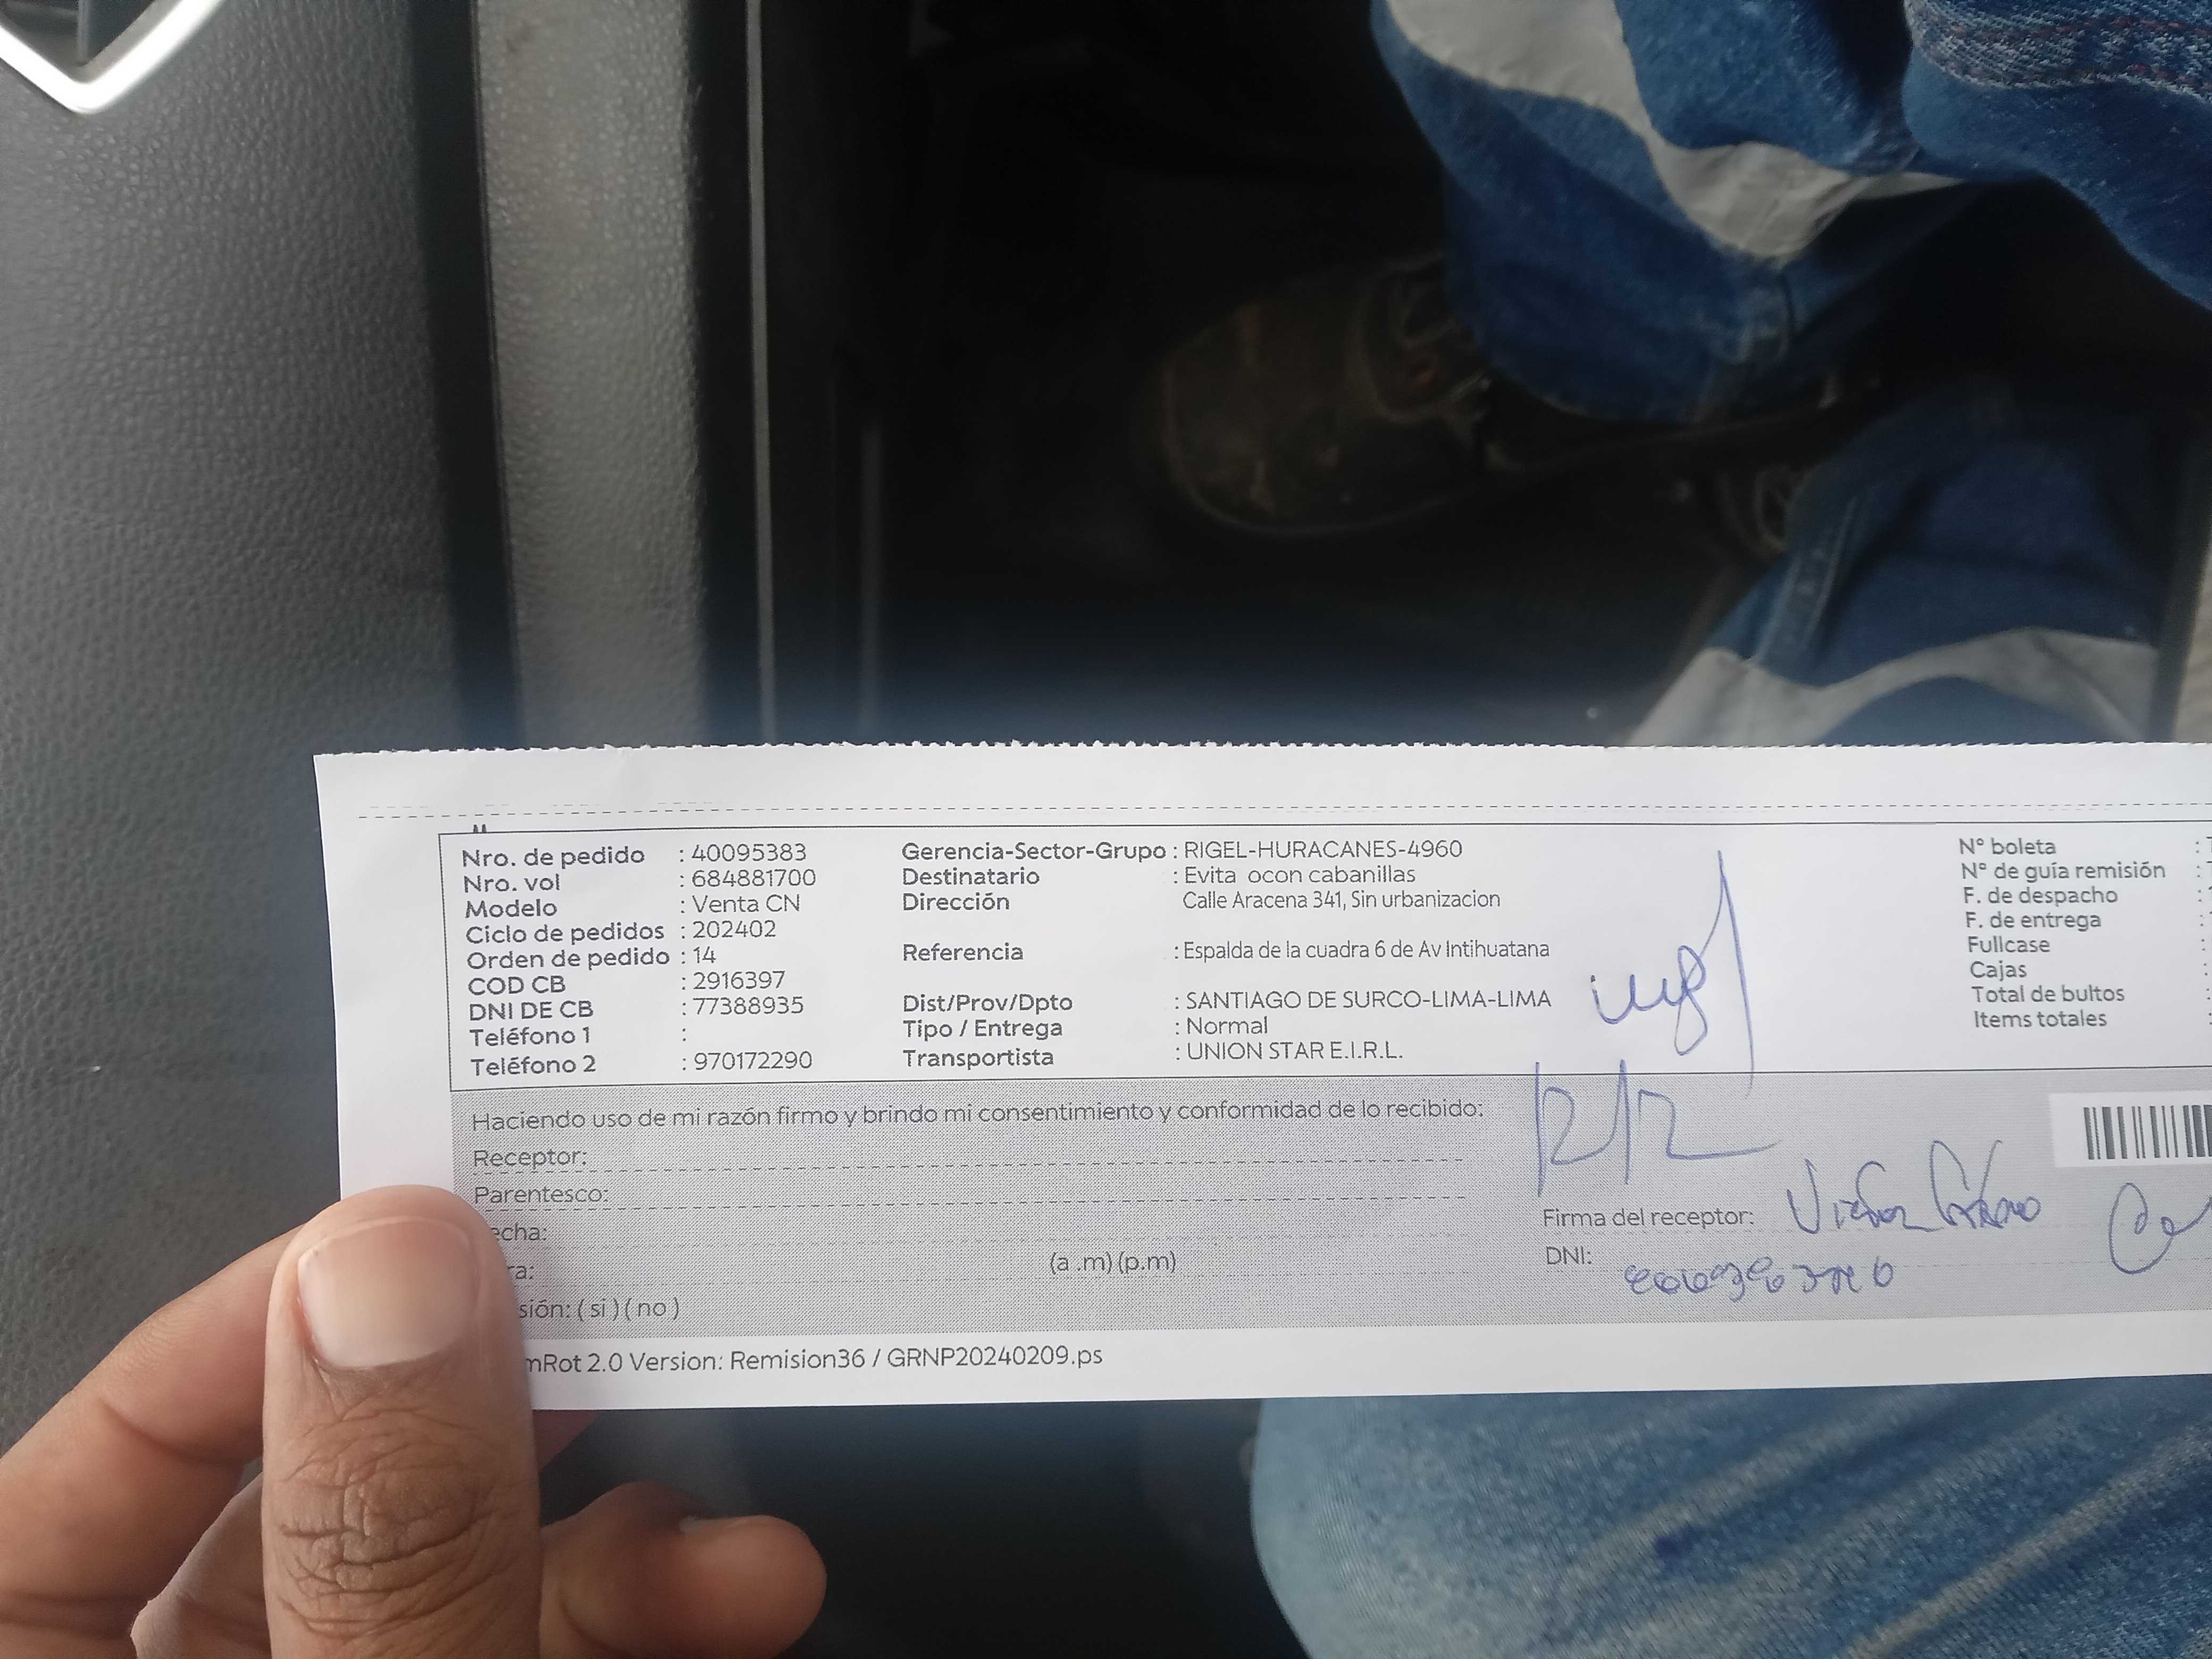 Nro. de pedido : 40095383 Gerencia-Sector-Grupo : RIGEL-HURACANES-4960 N° boleta :
Nro. vol : 684881700 Destinatario : Evita ocon cabanillas N° de guía remisión :
Modelo : Venta CN Dirección Calle Aracena 341, Sin urbanizacion F. de despacho :
Ciclo de pedidos : 202402 F. de entrega :
Orden de pedido : 14 Referencia : Espalda de la cuadra 6 de Av Intihuatana Fullcase :
COD CB : 2916397 Cajas :
DNI DE CB : 77388935 Dist/Prov/Dpto : SANTIAGO DE SURCO-LIMA-LIMA Total de bultos :
Teléfono 1 : Tipo / Entrega : Normal Items totales :
Teléfono 2 : 970172290 Transportista : UNION STAR E.I.R.L.
Haciendo uso de mi razón firmo y brindo mi consentimiento y conformidad de lo recibido:
Receptor:
Parentesco:
echa: Firma del receptor:
ra: (a .m) (p.m) DNI:
sión: ( si ) ( no )
mRot 2.0 Version: Remision36 / GRNP20240209.ps